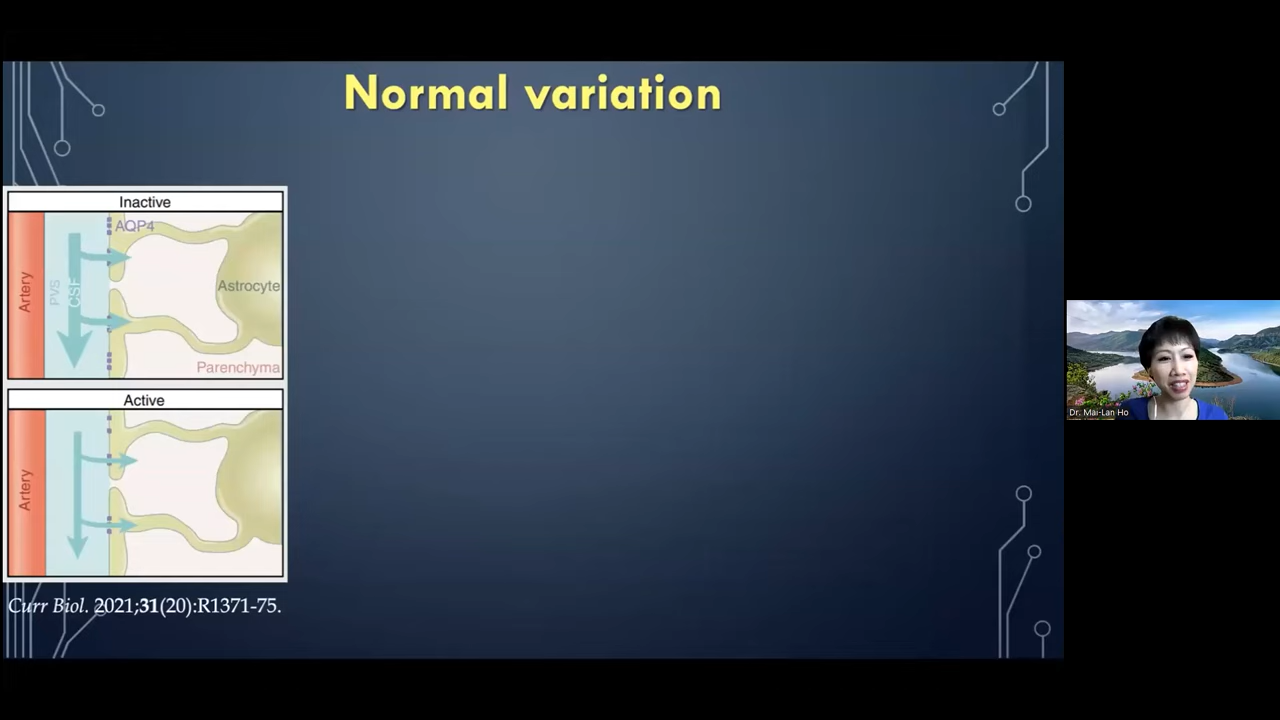 Normal variation
Inactive
AQP4
Artery
PVS
CSF
Astrocyte
Parenchyma
Active
Artery
Curr Biol. 2021;31(20):R1371-75.
Dr. Mai-Lan Ho